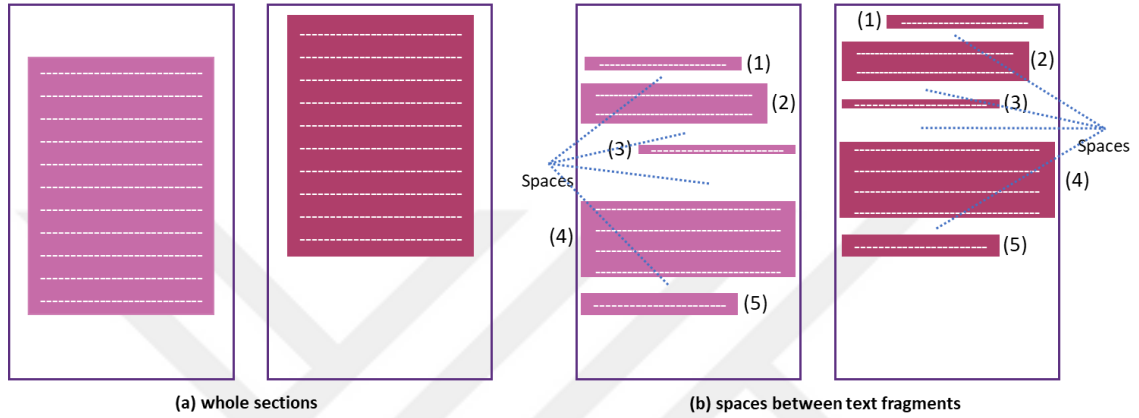 (1)
(2)
(3)
Spaces
(4)
(5)
(1)
(2)
(3)
Spaces
(4)
(5)
(a) whole sections
(b) spaces between text fragments